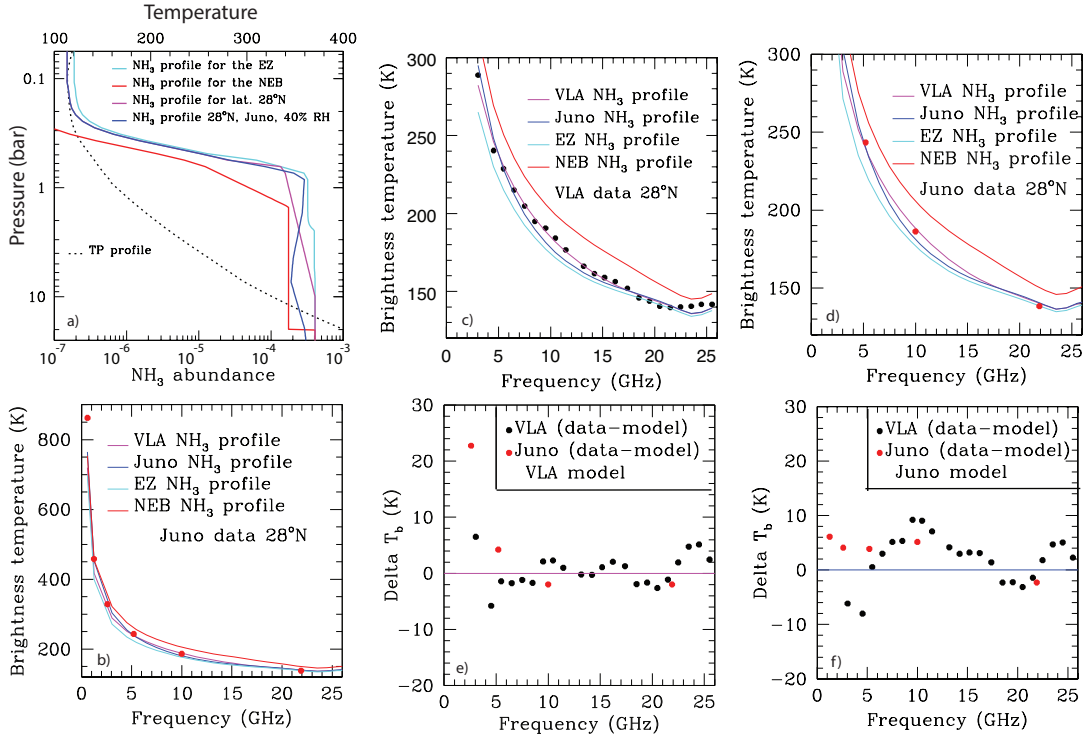 Temperature
100 200 300 400
NH3 profile for the EZ
NH3 profile for the NEB
NH3 profile for lat. 28°N
NH3 profile 28°N, Juno, 40% RH
0.1
1
10
Pressure (bar)
TP profile
a)
10-7 10-6 10-5 10-4 10-3
NH3 abundance
300
250
200
150
Brightness temperature (K)
VLA NH3 profile
Juno NH3 profile
EZ NH3 profile
NEB NH3 profile
VLA data 28°N
c)
0 5 10 15 20 25
Frequency (GHz)
300
250
200
150
Brightness temperature (K)
VLA NH3 profile
Juno NH3 profile
EZ NH3 profile
NEB NH3 profile
Juno data 28°N
d)
0 5 10 15 20 25
Frequency (GHz)
800
600
400
200
Brightness temperature (K)
VLA NH3 profile
Juno NH3 profile
EZ NH3 profile
NEB NH3 profile
Juno data 28°N
b)
0 5 10 15 20 25
Frequency (GHz)
30
20
10
0
−10
−20
Delta Tb (K)
VLA (data-model)
Juno (data-model)
VLA model
e)
0 5 10 15 20 25
Frequency (GHz)
30
20
10
0
−10
−20
Delta Tb (K)
VLA (data-model)
Juno (data-model)
Juno model
f)
0 5 10 15 20 25
Frequency (GHz)